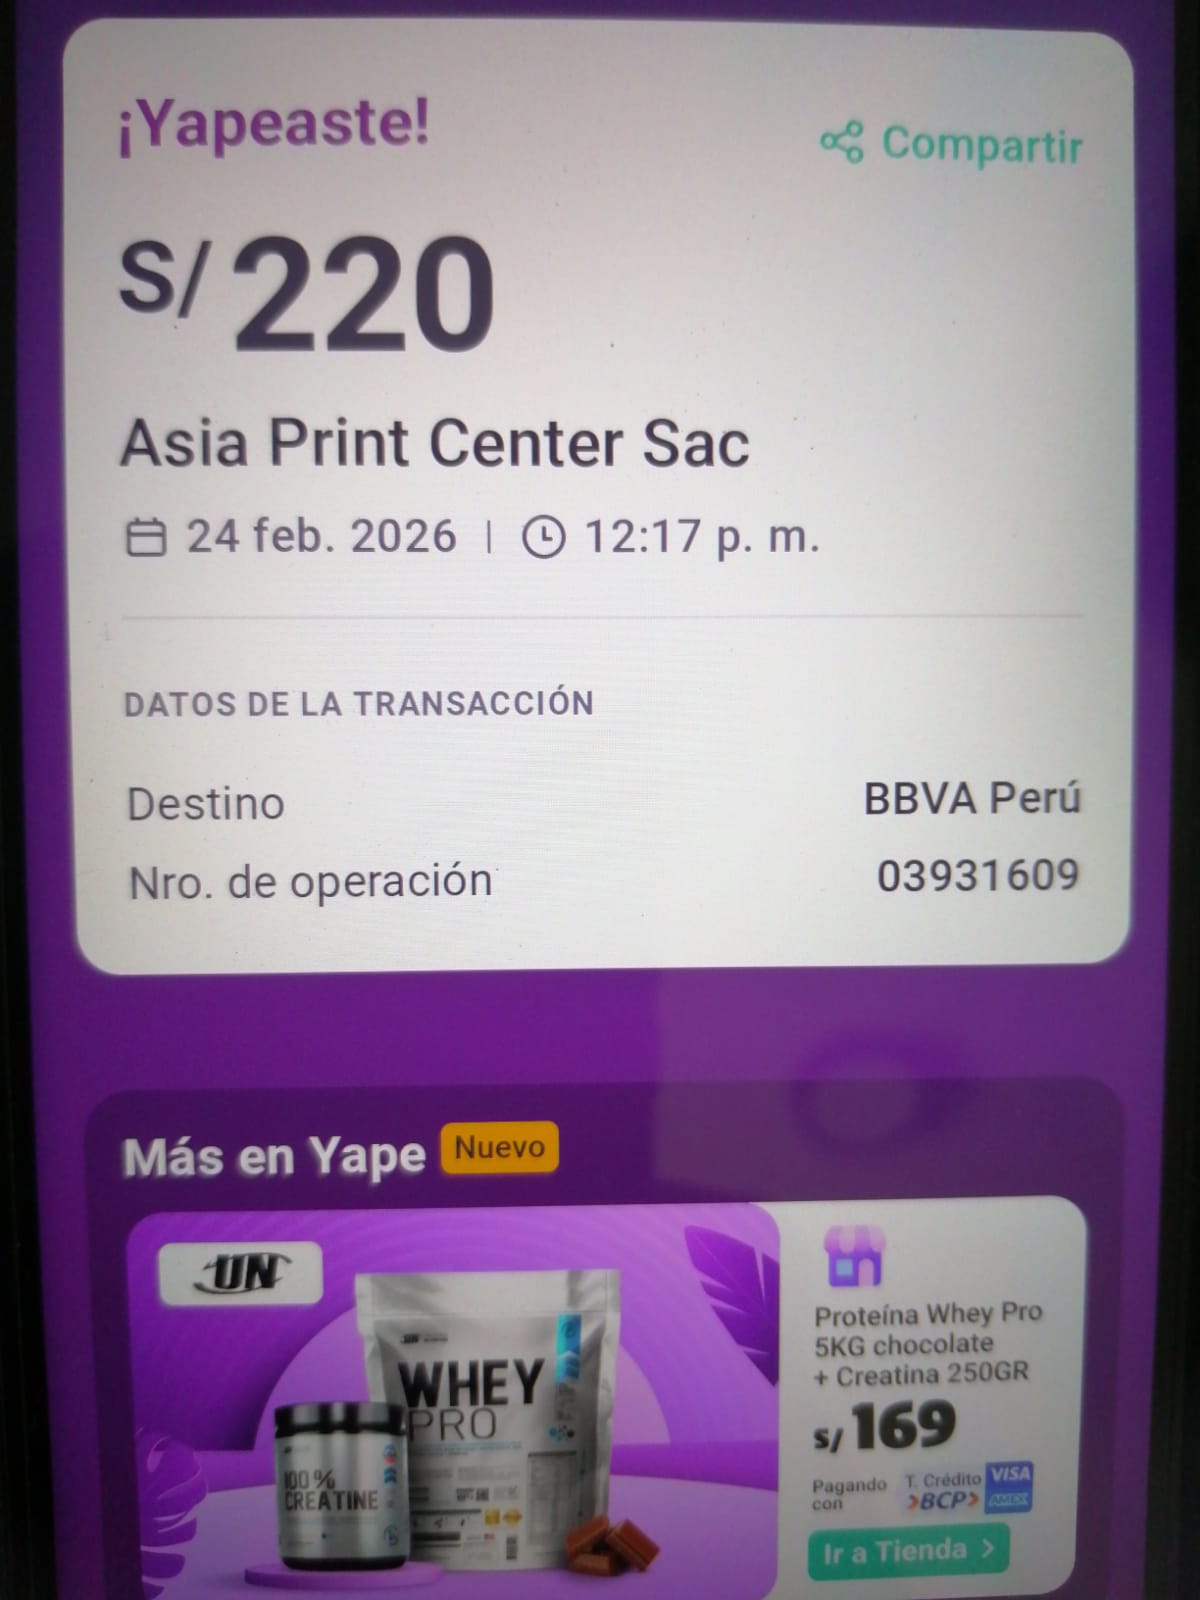 ¡Yapeaste!
Compartir
S/ 220
Asia Print Center Sac
24 feb. 2026 | 12:17 p. m.
DATOS DE LA TRANSACCIÓN
Destino BBVA Perú
Nro. de operación 03931609
Más en Yape Nuevo
UN
WHEY
PRO
100%
CREATINE
Proteína Whey Pro
5KG chocolate
+ Creatina 250GR
S/ 169
Pagando
con
T. Crédito
BCP
VISA
AMEX
Ir a Tienda